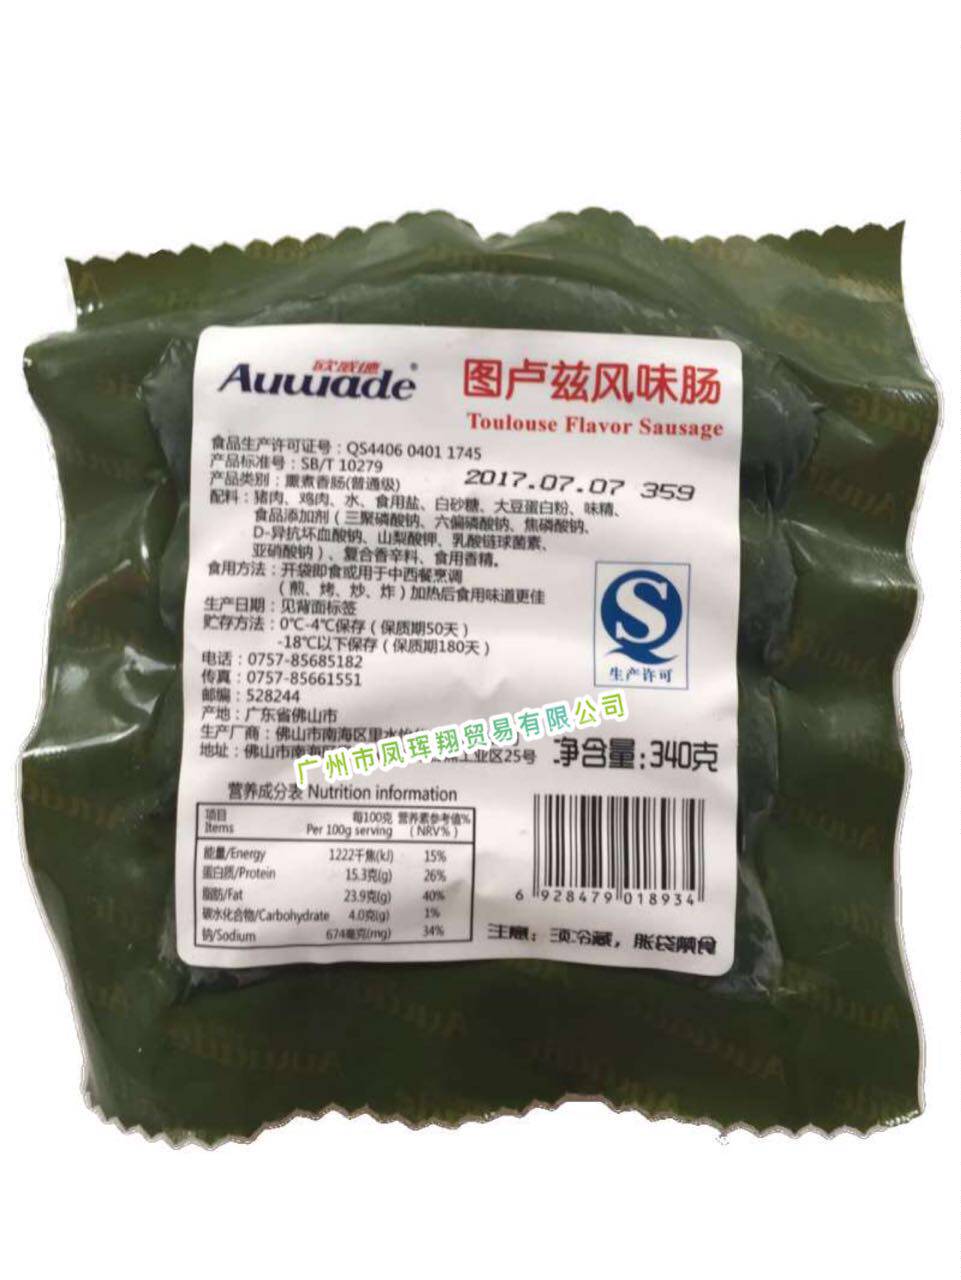 欧威德
Auwade®
图卢兹风味肠
Toulouse Flavor Sausage
食品生产许可证号：QS4406 0401 1745
产品标准号：SB/T 10279
2017.07.07 359
产品类别：熏煮香肠(普通级)
配料：猪肉、鸡肉、水、食用盐、白砂糖、大豆蛋白粉、味精、
食品添加剂（三聚磷酸钠、六偏磷酸钠、焦磷酸钠、
D-异抗坏血酸钠、山梨酸钾、乳酸链球菌素、
亚硝酸钠）、复合香辛料、食用香精。
食用方法：开袋即食或用于中西餐烹调
（煎、烤、炒、炸）加热后食用味道更佳
生产日期：见背面标签
贮存方法：0℃-4℃保存（保质期50天）
-18℃以下保存（保质期180天）
生产许可
电话：0757-85685182
传真：0757-85661551
邮编：528244
产地：广东省佛山市
生产厂商：佛山市南海区里水
地址：佛山市南海 工业区25号
广州市凤珲翔贸易有限公司
净含量:340克
营养成分表 Nutrition information
项目 每100克 营养素参考值%
Items Per 100g serving （NRV%）
能量/Energy 1222千焦(kJ) 15%
蛋白质/Protein 15.3克(g) 26%
脂肪/Fat 23.9克(g) 40%
碳水化合物/Carbohydrate 4.0克(g) 1%
钠/Sodium 674毫克(mg) 34%
6 928479 018934
注意：须冷藏，胀袋禁食